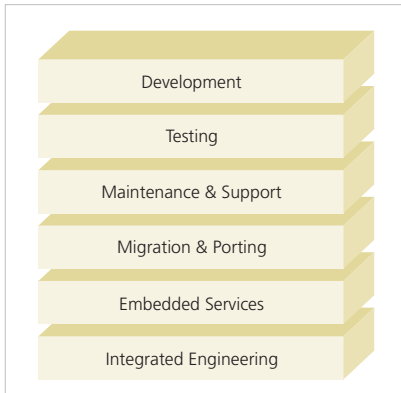 Development
Testing
Maintenance & Support
Migration & Porting
Embedded Services
Integrated Engineering